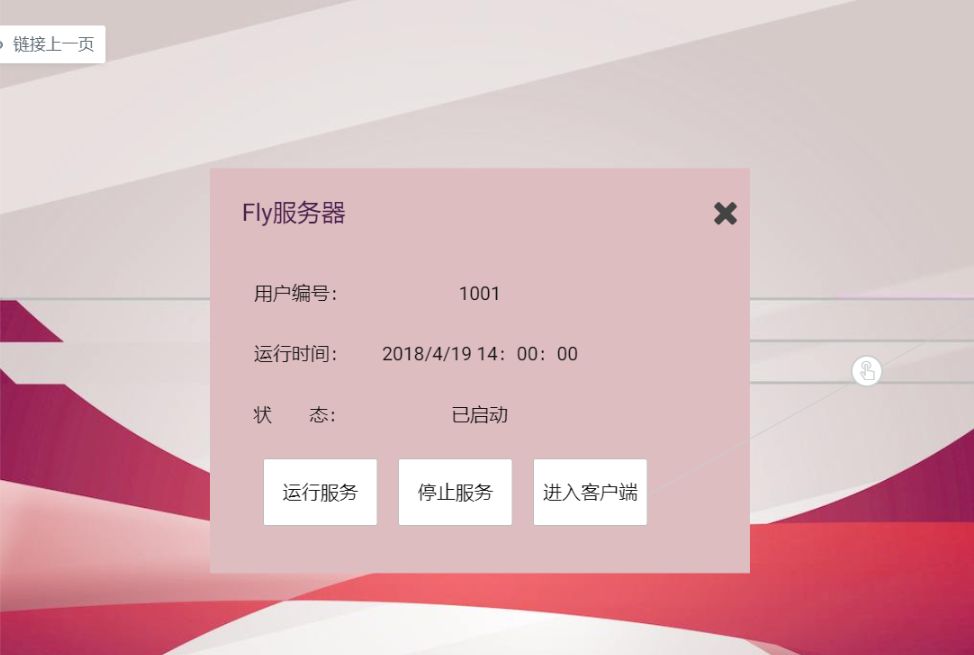 链接上一页
Fly服务器
用户编号： 1001
运行时间： 2018/4/19 14：00：00
状 态： 已启动
运行服务 停止服务 进入客户端